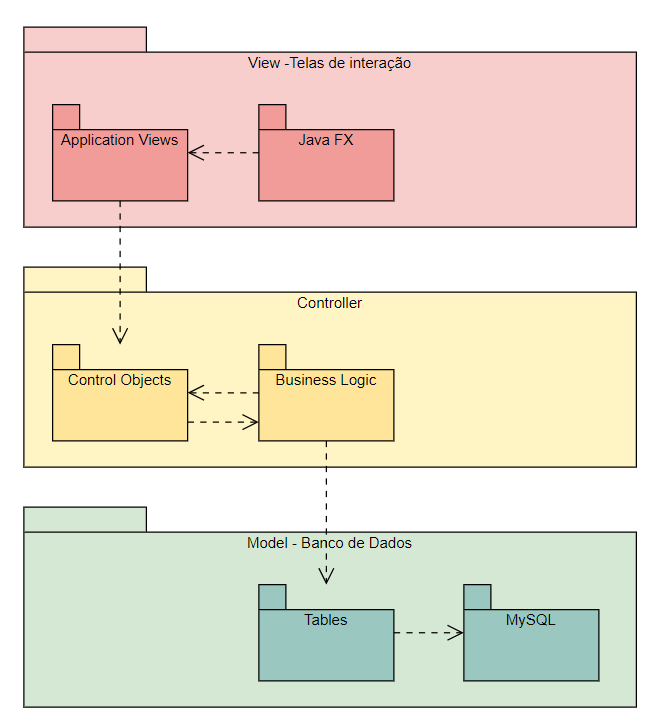 View -Telas de interação
Application Views
Java FX
Controller
Control Objects
Business Logic
Model - Banco de Dados
Tables
MySQL